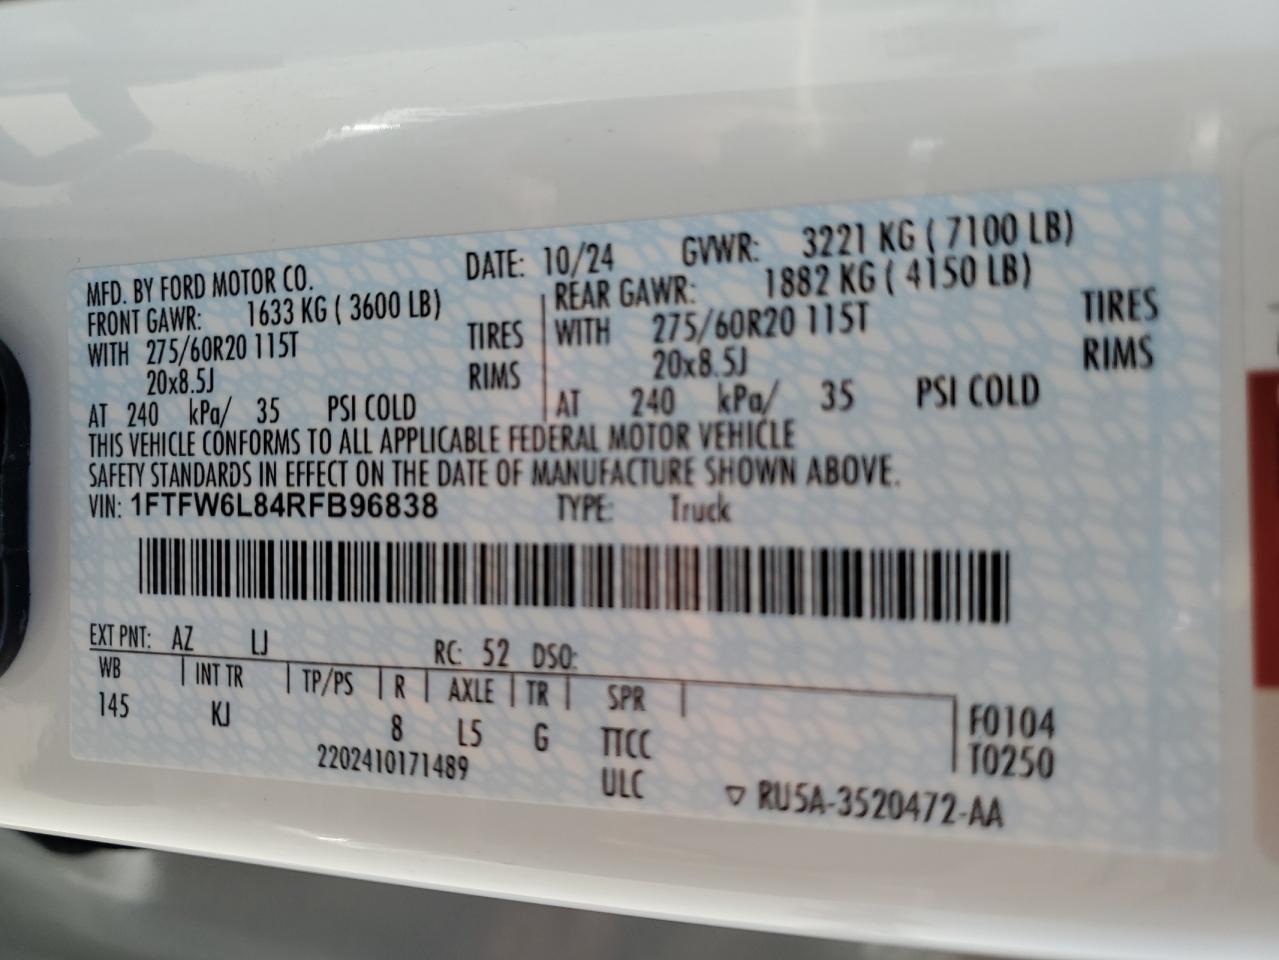 MFD. BY FORD MOTOR CO. DATE: 10/24 GVWR: 3221 KG ( 7100 LB)
FRONT GAWR: 1633 KG ( 3600 LB) REAR GAWR: 1882 KG ( 4150 LB)
WITH 275/60R20 115T TIRES WITH 275/60R20 115T TIRES
20x8.5J RIMS 20x8.5J RIMS
AT 240 kPa/ 35 PSI COLD AT 240 kPa/ 35 PSI COLD
THIS VEHICLE CONFORMS TO ALL APPLICABLE FEDERAL MOTOR VEHICLE
SAFETY STANDARDS IN EFFECT ON THE DATE OF MANUFACTURE SHOWN ABOVE.
VIN: 1FTFW6L84RFB96838 TYPE: Truck
EXT PNT: AZ LJ RC: 52 DSO:
WB INT TR TP/PS R AXLE TR SPR
145 KJ 8 L5 G TTCC F0104
ULC T0250
2202410171489 ▽ RU5A-3520472-AA